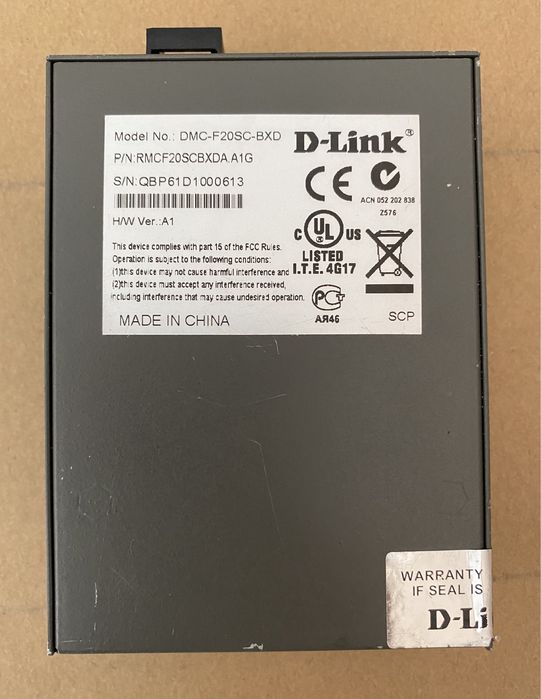 Model No.: DMC-F20SC-BXD
D-Link®
P/N:RMCF20SCBXDA.A1G
S/N:QBP61D1000613
CE
ACN 052 202 838
Z576
H/W Ver.:A1
C UL US
LISTED
I.T.E. 4G17
This device complies with part 15 of the FCC Rules.
Operation is subject to the following conditions:
(1)this device may not cause harmful interference and
(2)this device must accept any interference received,
including interference that may cause undesired operation.
АЯ46
MADE IN CHINA
SCP
WARRANTY
IF SEAL IS
D-Li